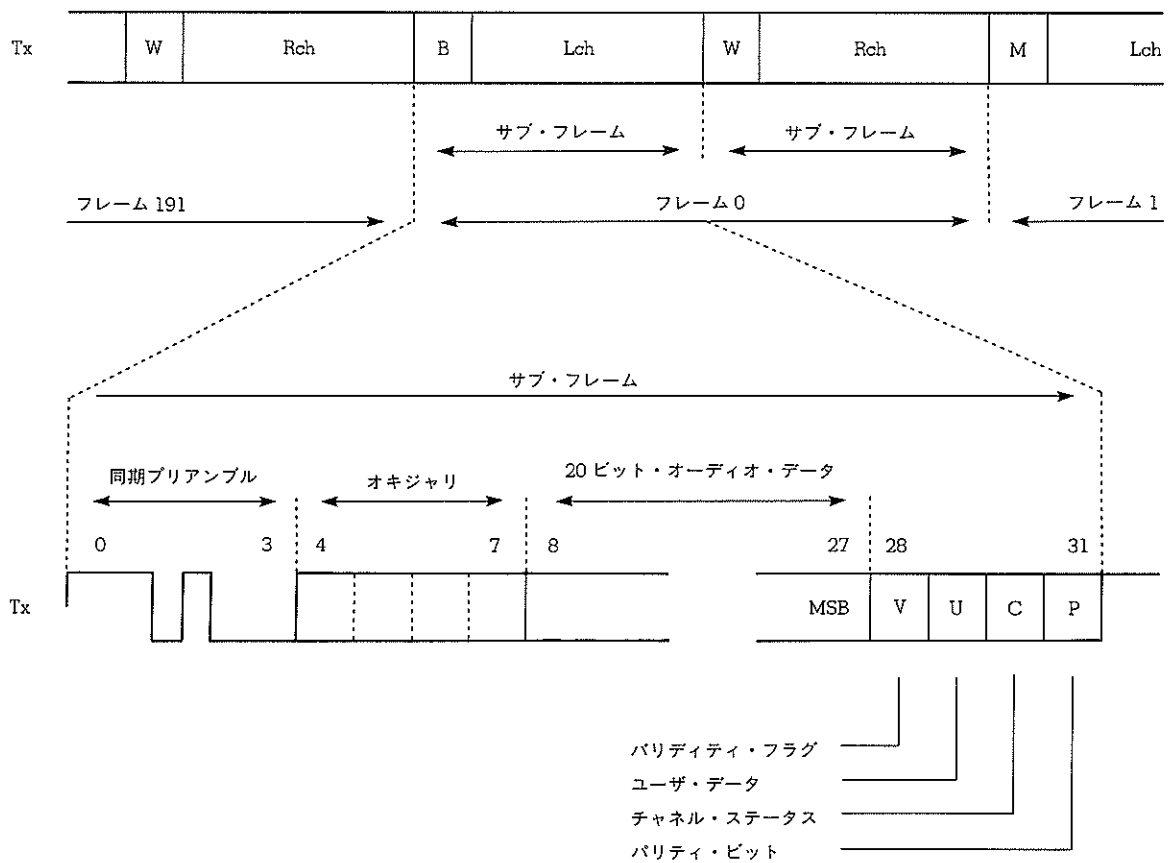 Tx W Rch B Lch W Rch M Lch
サブ・フレーム サブ・フレーム
フレーム 191 フレーム 0 フレーム 1
サブ・フレーム
同期プリアンブル オキジャリ 20 ビット・オーディオ・データ
0 3 4 7 8 27 28 31
Tx MSB V U C P
バリディティ・フラグ
ユーザ・データ
チャネル・ステータス
パリティ・ビット